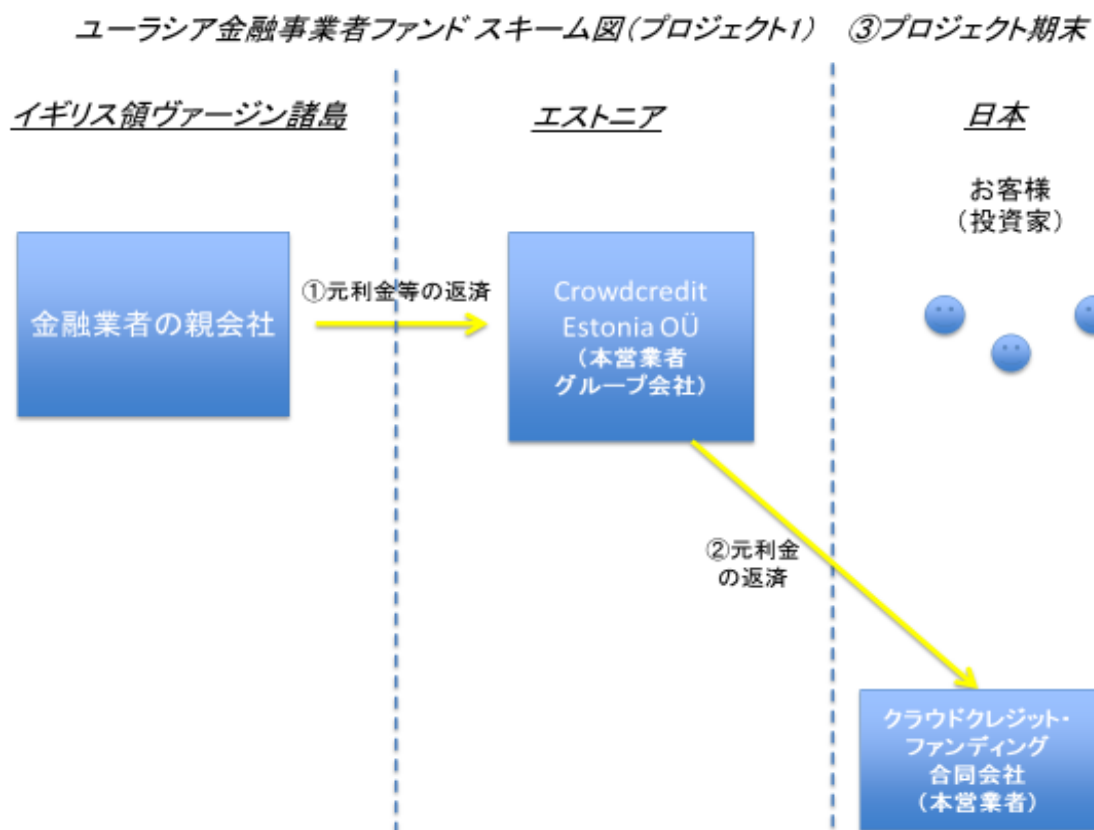 ユーラシア金融事業者ファンド スキーム図(プロジェクト1) ③プロジェクト期末
イギリス領ヴァージン諸島
エストニア
日本
お客様
(投資家)
金融業者の親会社
①元利金等の返済
Crowdcredit
Estonia OÜ
(本営業者
グループ会社)
②元利金
の返済
クラウドクレジット・
ファンディング
合同会社
(本営業者)